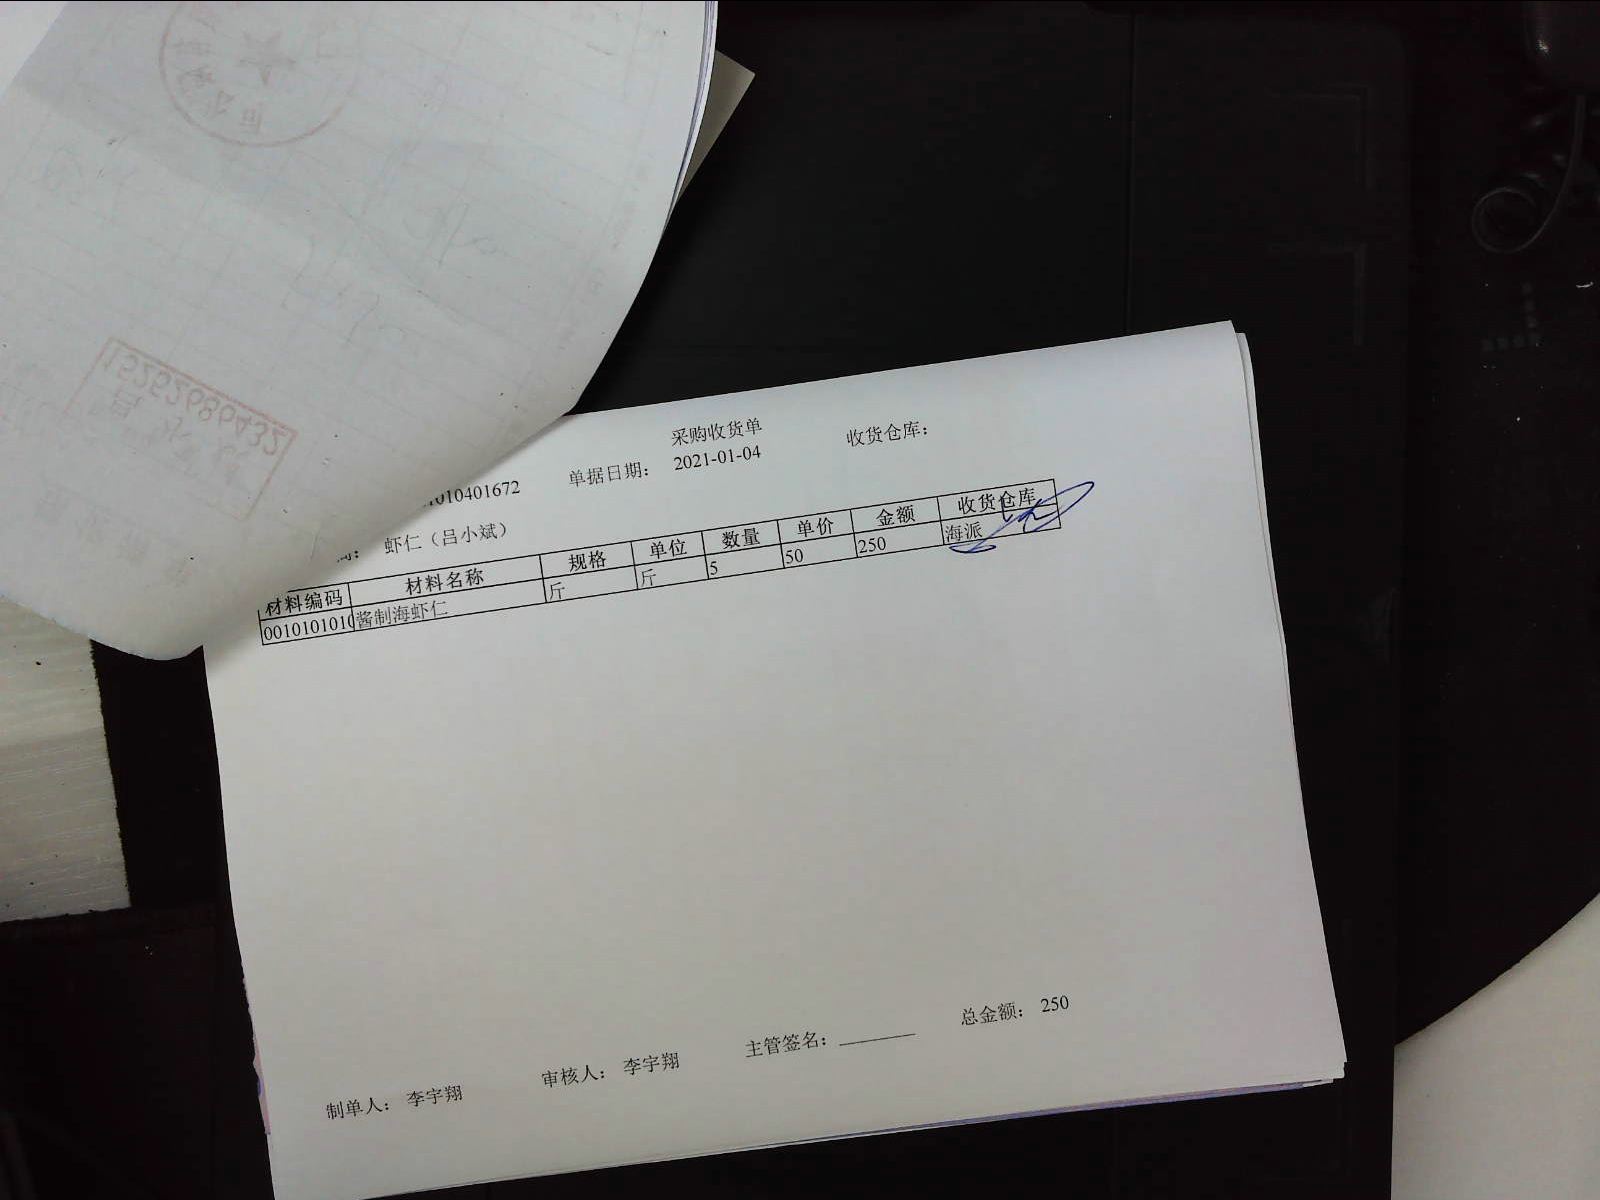 采购收货单
单据日期： 2021-01-04 收货仓库：
1010401672
虾仁（吕小斌）
材料编码 材料名称 规格 单位 数量 单价 金额 收货仓库
001010101 酱制海虾仁 斤 斤 5 50 250 海派
总金额： 250
制单人： 李宇翔 审核人： 李宇翔 主管签名：
15252686432